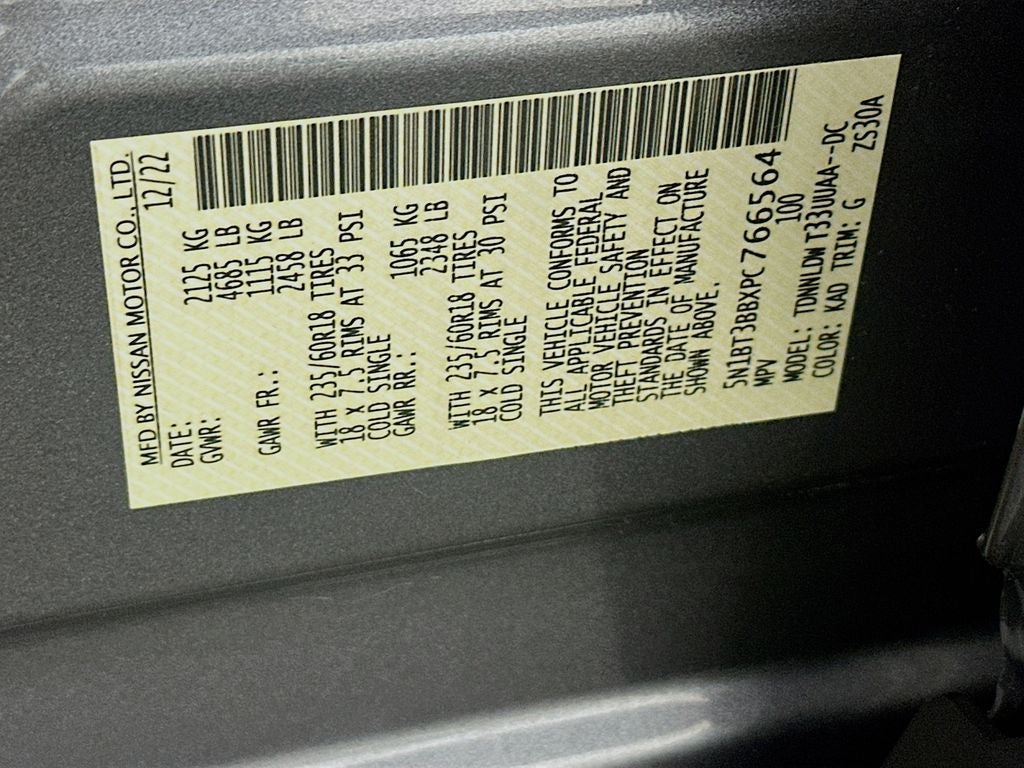 MFD BY NISSAN MOTOR CO., LTD.
DATE: 12/22
GVWR: 2125 KG
4685 LB
GAWR FR.: 1115 KG
2458 LB
WITH 235/60R18 TIRES
18 X 7.5 RIMS AT 33 PSI
COLD SINGLE
GAWR RR.: 1065 KG
2348 LB
WITH 235/60R18 TIRES
18 X 7.5 RIMS AT 30 PSI
COLD SINGLE
THIS VEHICLE CONFORMS TO
ALL APPLICABLE FEDERAL
MOTOR VEHICLE SAFETY AND
THEFT PREVENTION
STANDARDS IN EFFECT ON
THE DATE OF MANUFACTURE
SHOWN ABOVE.
5N1BT3BBXPC766564
MPV 100
MODEL: TDNNLDW T33UUAA--DC
COLOR: KAD TRIM: G ZS30A